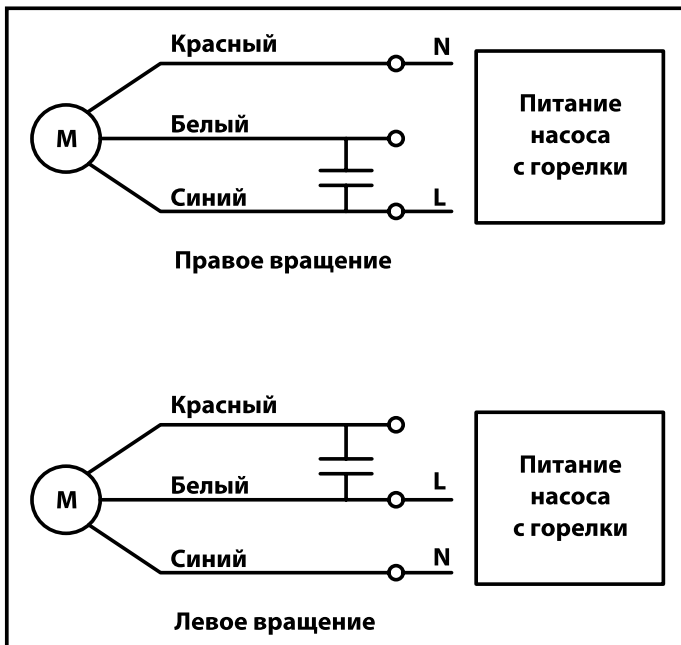 Красный
N
Белый
M
Синий
L
Питание
насоса
с горелки
Правое вращение
Красный
Белый
L
M
Синий
N
Питание
насоса
с горелки
Левое вращение